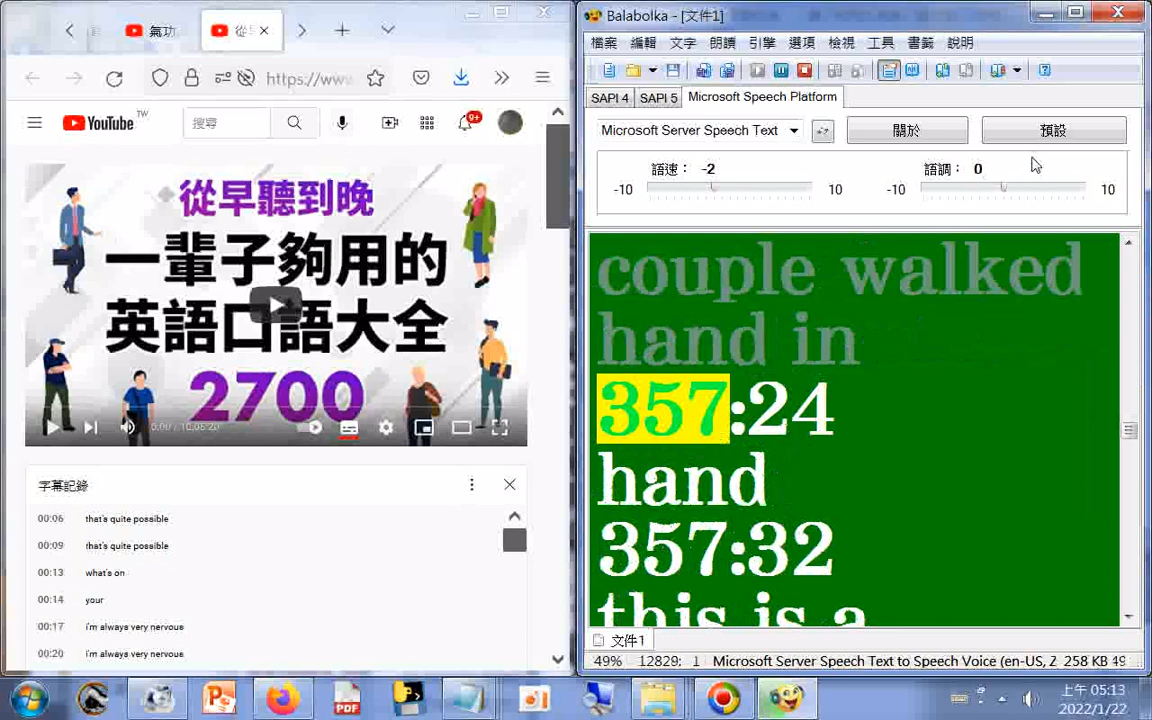 氣功
從
https://www
YouTube
TW
搜尋
9+
從早聽到晚
一輩子夠用的
英語口語大全
2700
0:00 / 10:05:20
字幕記錄
00:06 that's quite possible
00:09 that's quite possible
00:13 what's on
00:14 your
00:17 i'm always very nervous
00:20 i'm always very nervous
Balabolka - [文件1]
檔案 編輯 文字 朗讀 引擎 選項 檢視 工具 書籤 說明
SAPI 4 SAPI 5 Microsoft Speech Platform
Microsoft Server Speech Text
關於
預設
語速： -2
-10 10
語調： 0
-10 10
couple walked
hand in
357:24
hand
357:32
this is a
文件1
49% 12829: 1 Microsoft Server Speech Text to Speech Voice (en-US, Z 258 KB 49
PDF
上午 05:13
2022/1/22